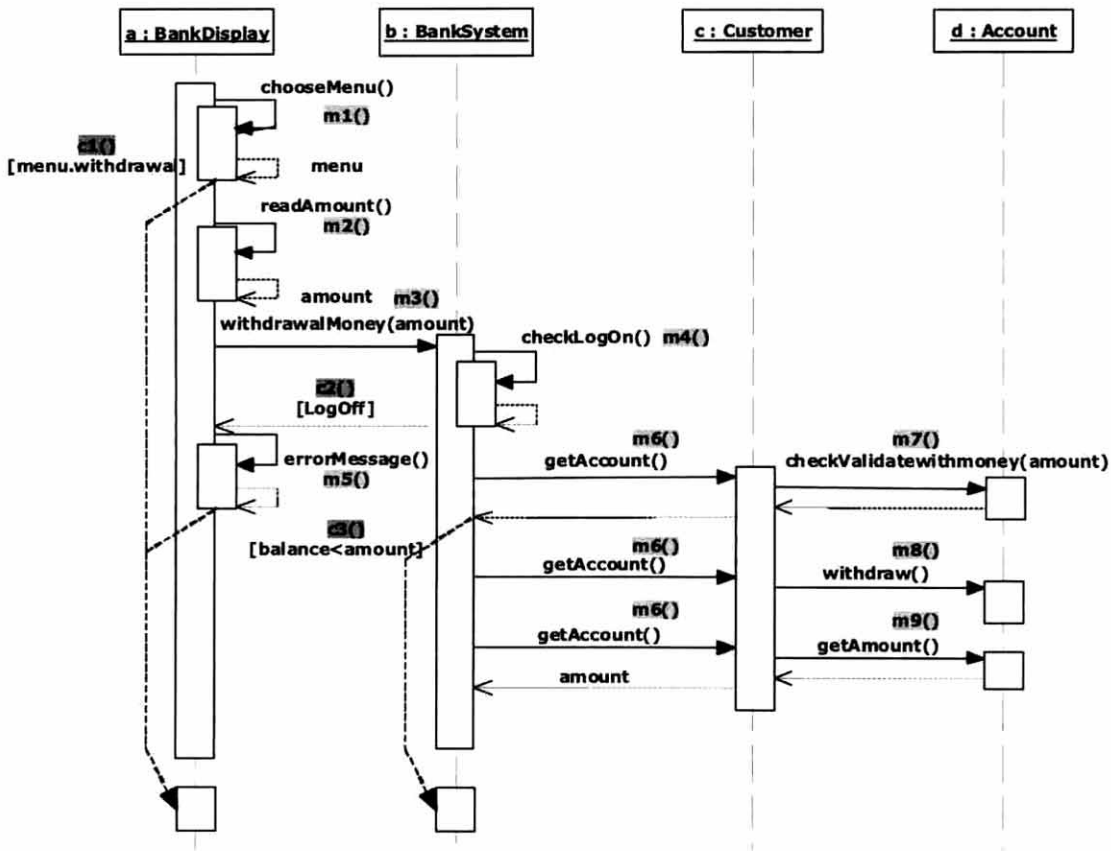 a : BankDisplay
b : BankSystem
c : Customer
d : Account
chooseMenu()
m1()
c1()
[menu.withdrawal]
menu
readAmount()
m2()
amount
m3()
withdrawalMoney(amount)
checkLogOn() m4()
c2()
[LogOff]
errorMessage()
m5()
m6()
getAccount()
m7()
checkValidatewithmoney(amount)
c3()
[balance<amount]
m6()
getAccount()
m8()
withdraw()
m6()
getAccount()
m9()
getAmount()
amount